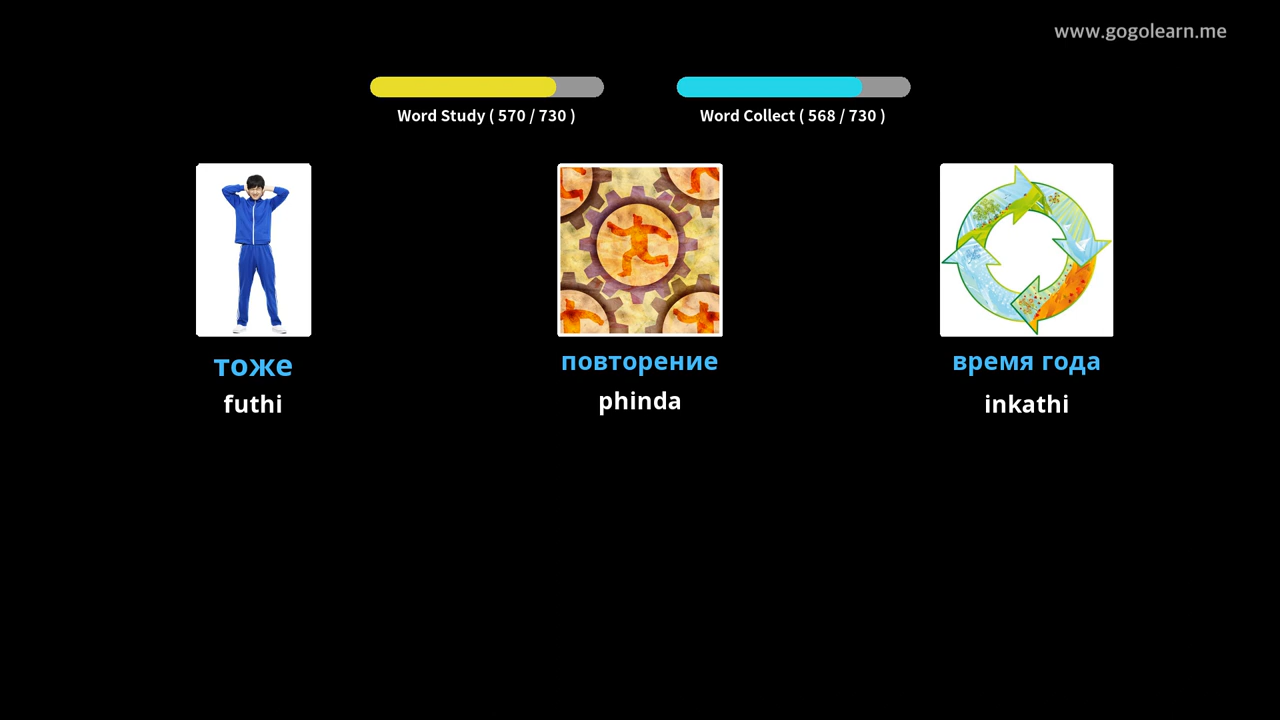 www.gogolearn.me
Word Study ( 570 / 730 )
Word Collect ( 568 / 730 )
тоже
futhi
повторение
phinda
время года
inkathi